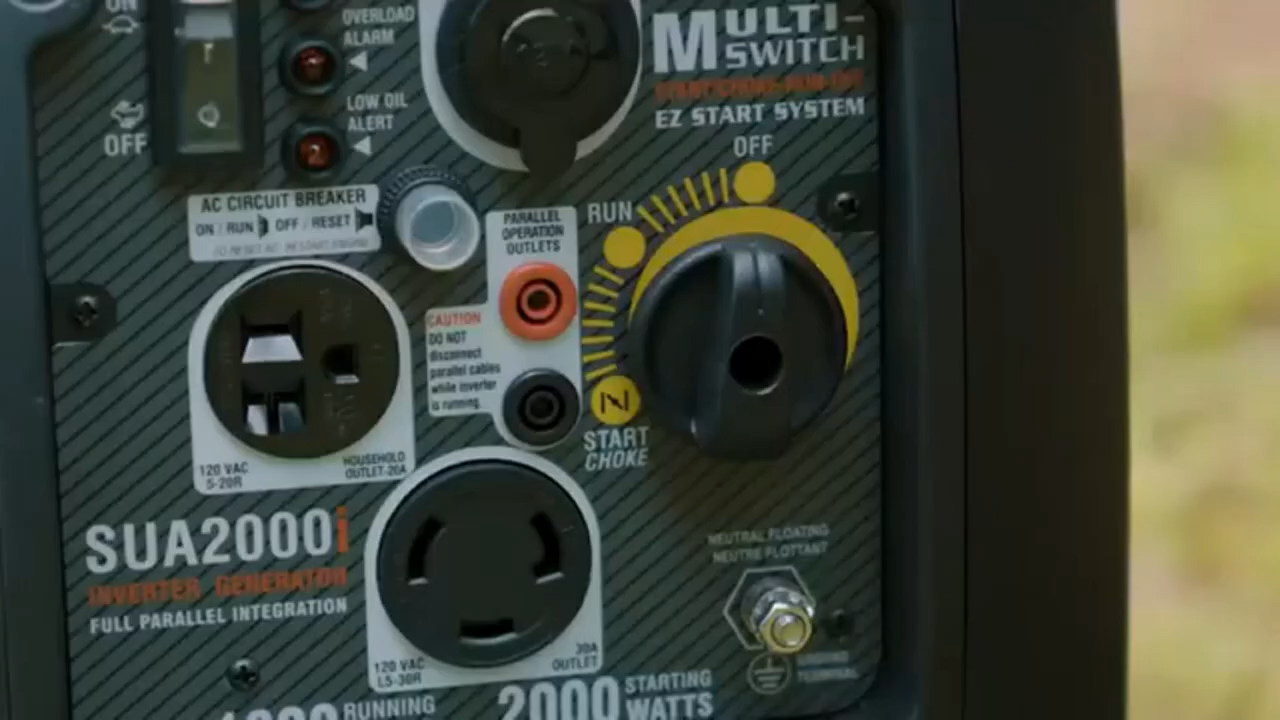 ON
OFF
OVERLOAD
ALARM
LOW OIL
ALERT
MULTI-
SWITCH
EZ START SYSTEM
OFF
RUN
START
CHOKE
AC CIRCUIT BREAKER
ON / RUN OFF / RESET
PARALLEL
OPERATION
OUTLETS
CAUTION
DO NOT
disconnect
parallel cables
while inverter
is running.
120 VAC
5-20R
HOUSEHOLD
OUTLET-20A
SUA2000i
INVERTER GENERATOR
FULL PARALLEL INTEGRATION
120 VAC
L5-30R
30A
OUTLET
NEUTRAL FLOATING
NEUTRE FLOTTANT
TERMINAL
RUNNING
2000 STARTING
WATTS